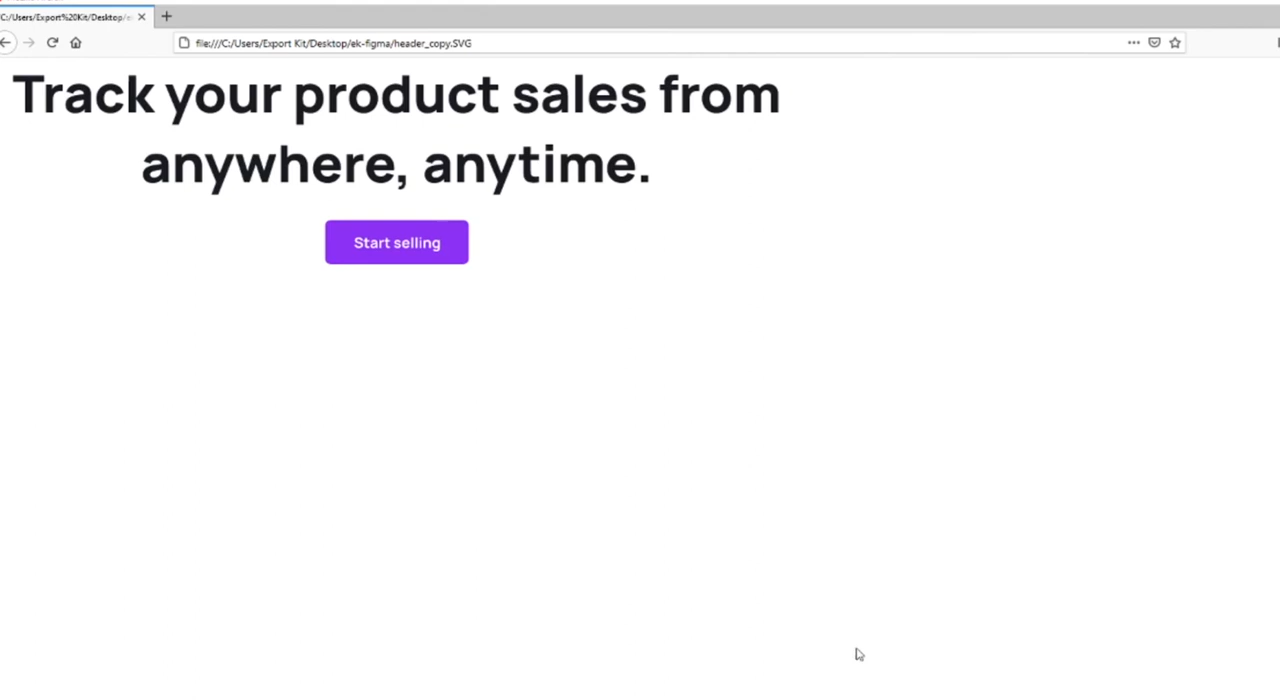 C:/Users/Export%20Kit/Desktop/e
file:///C:/Users/Export Kit/Desktop/ek-figma/header_copy.SVG
Track your product sales from
anywhere, anytime.
Start selling